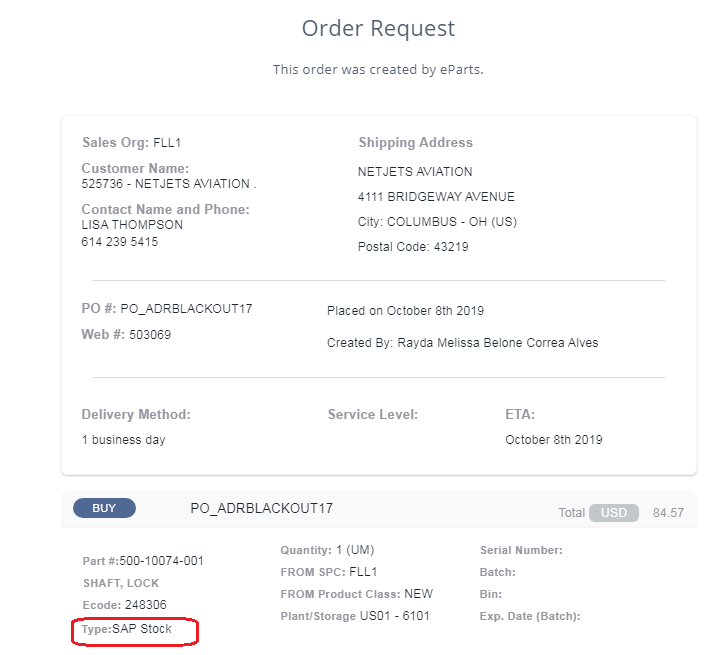 Order Request
This order was created by eParts.
Sales Org: FLL1
Customer Name:
525736 - NETJETS AVIATION .
Contact Name and Phone:
LISA THOMPSON
614 239 5415
Shipping Address
NETJETS AVIATION
4111 BRIDGEWAY AVENUE
City: COLUMBUS - OH (US)
Postal Code: 43219
PO #: PO_ADRBLACKOUT17
Web #: 503069
Placed on October 8th 2019
Created By: Rayda Melissa Belone Correa Alves
Delivery Method:
1 business day
Service Level:
ETA:
October 8th 2019
BUY PO_ADRBLACKOUT17 Total USD 84.57
Part #:500-10074-001
SHAFT, LOCK
Ecode: 248306
Type:SAP Stock
Quantity: 1 (UM)
FROM SPC: FLL1
FROM Product Class: NEW
Plant/Storage US01 - 6101
Serial Number:
Batch:
Bin:
Exp. Date (Batch):